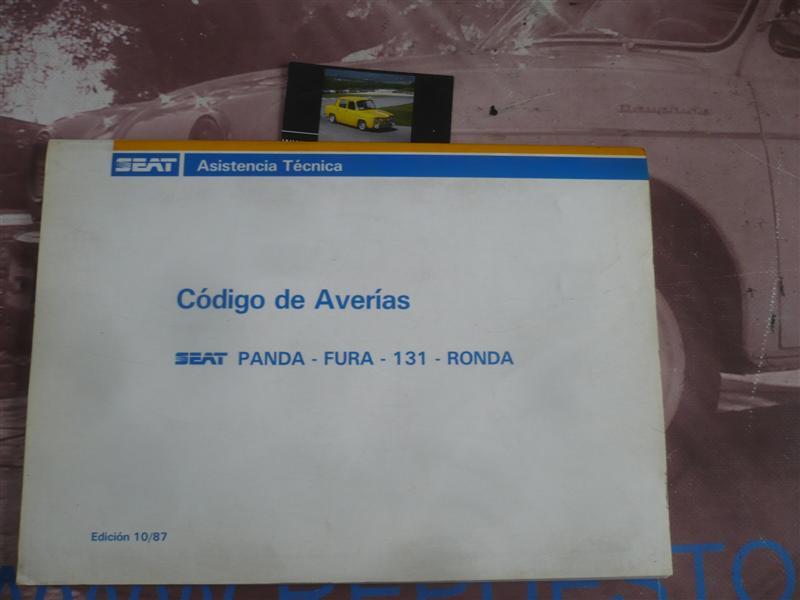 SEAT Asistencia Técnica
Código de Averías
SEAT PANDA - FURA - 131 - RONDA
Edición 10/87